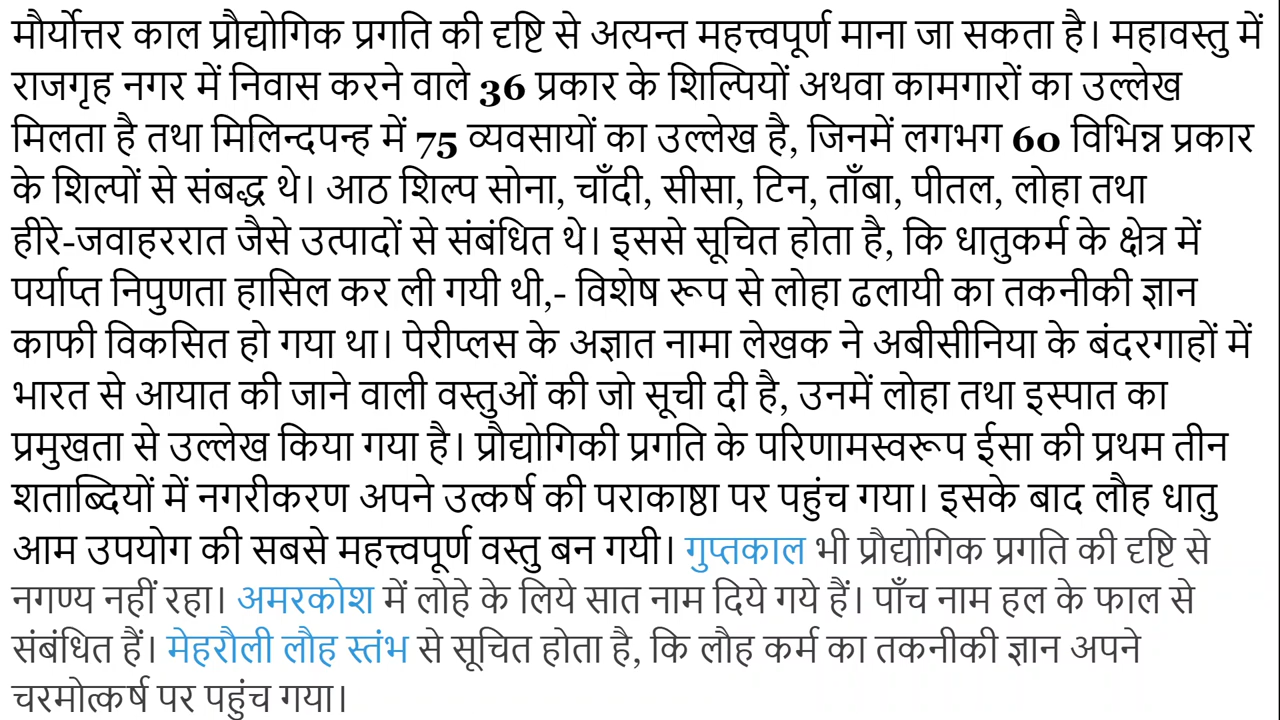 मौर्योत्तर काल प्रौद्योगिक प्रगति की दृष्टि से अत्यन्त महत्त्वपूर्ण माना जा सकता है। महावस्तु में
राजगृह नगर में निवास करने वाले 36 प्रकार के शिल्पियों अथवा कामगारों का उल्लेख
मिलता है तथा मिलिन्दपन्ह में 75 व्यवसायों का उल्लेख है, जिनमें लगभग 60 विभिन्न प्रकार
के शिल्पों से संबद्ध थे। आठ शिल्प सोना, चाँदी, सीसा, टिन, ताँबा, पीतल, लोहा तथा
हीरे-जवाहररात जैसे उत्पादों से संबंधित थे। इससे सूचित होता है, कि धातुकर्म के क्षेत्र में
पर्याप्त निपुणता हासिल कर ली गयी थी,- विशेष रूप से लोहा ढलायी का तकनीकी ज्ञान
काफी विकसित हो गया था। पेरीप्लस के अज्ञात नामा लेखक ने अबीसीनिया के बंदरगाहों में
भारत से आयात की जाने वाली वस्तुओं की जो सूची दी है, उनमें लोहा तथा इस्पात का
प्रमुखता से उल्लेख किया गया है। प्रौद्योगिकी प्रगति के परिणामस्वरूप ईसा की प्रथम तीन
शताब्दियों में नगरीकरण अपने उत्कर्ष की पराकाष्ठा पर पहुंच गया। इसके बाद लौह धातु
आम उपयोग की सबसे महत्त्वपूर्ण वस्तु बन गयी। गुप्तकाल भी प्रौद्योगिक प्रगति की दृष्टि से
नगण्य नहीं रहा। अमरकोश में लोहे के लिये सात नाम दिये गये हैं। पाँच नाम हल के फाल से
संबंधित हैं। मेहरौली लौह स्तंभ से सूचित होता है, कि लौह कर्म का तकनीकी ज्ञान अपने
चरमोत्कर्ष पर पहुंच गया।